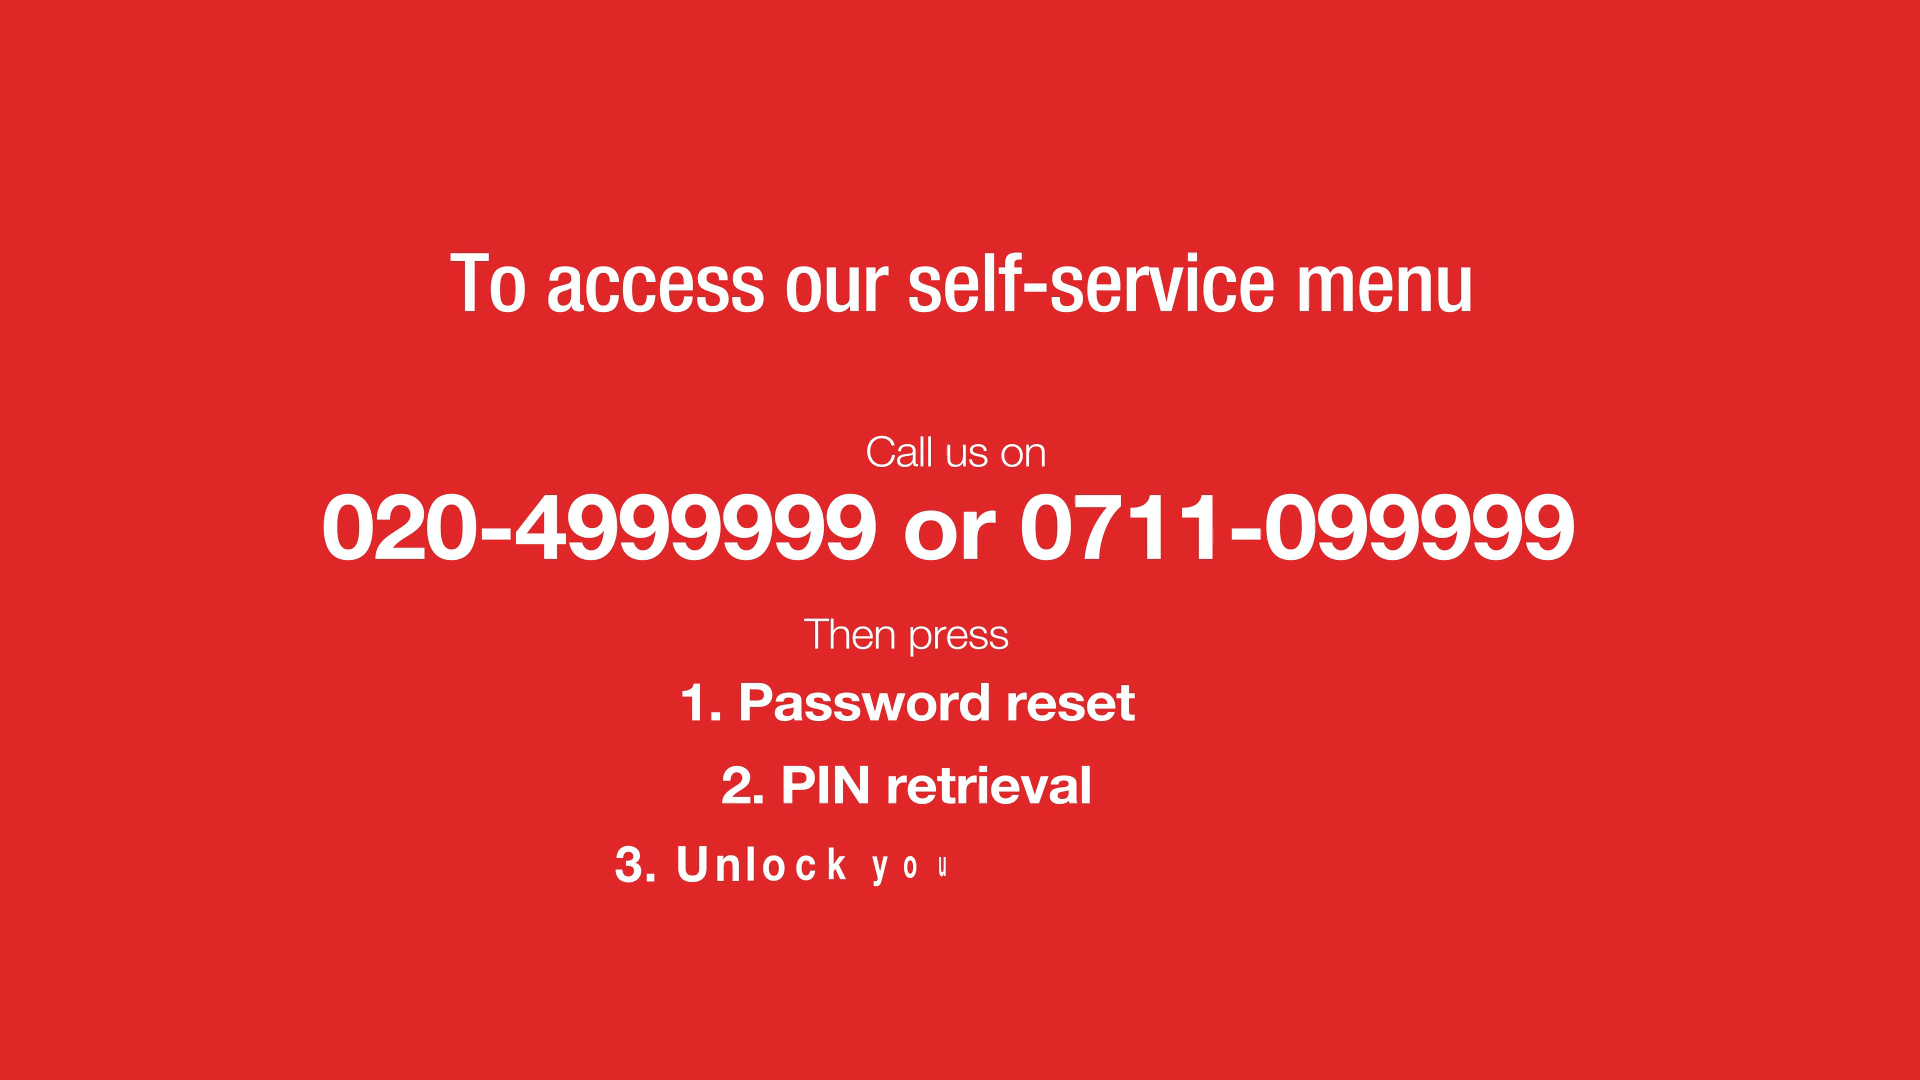 To access our self-service menu
Call us on
020-4999999 or 0711-099999
Then press
1. Password reset
2. PIN retrieval
3. Unlock you